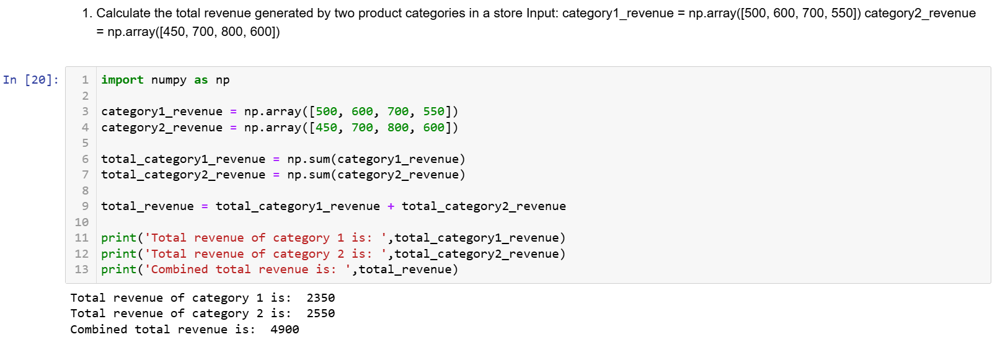 1. Calculate the total revenue generated by two product categories in a store Input: category1_revenue = np.array([500, 600, 700, 550]) category2_revenue
= np.array([450, 700, 800, 600])
In [20]:
1 import numpy as np
2
3 category1_revenue = np.array([500, 600, 700, 550])
4 category2_revenue = np.array([450, 700, 800, 600])
5
6 total_category1_revenue = np.sum(category1_revenue)
7 total_category2_revenue = np.sum(category2_revenue)
8
9 total_revenue = total_category1_revenue + total_category2_revenue
10
11 print('Total revenue of category 1 is: ',total_category1_revenue)
12 print('Total revenue of category 2 is: ',total_category2_revenue)
13 print('Combined total revenue is: ',total_revenue)
Total revenue of category 1 is:  2350
Total revenue of category 2 is:  2550
Combined total revenue is:  4900